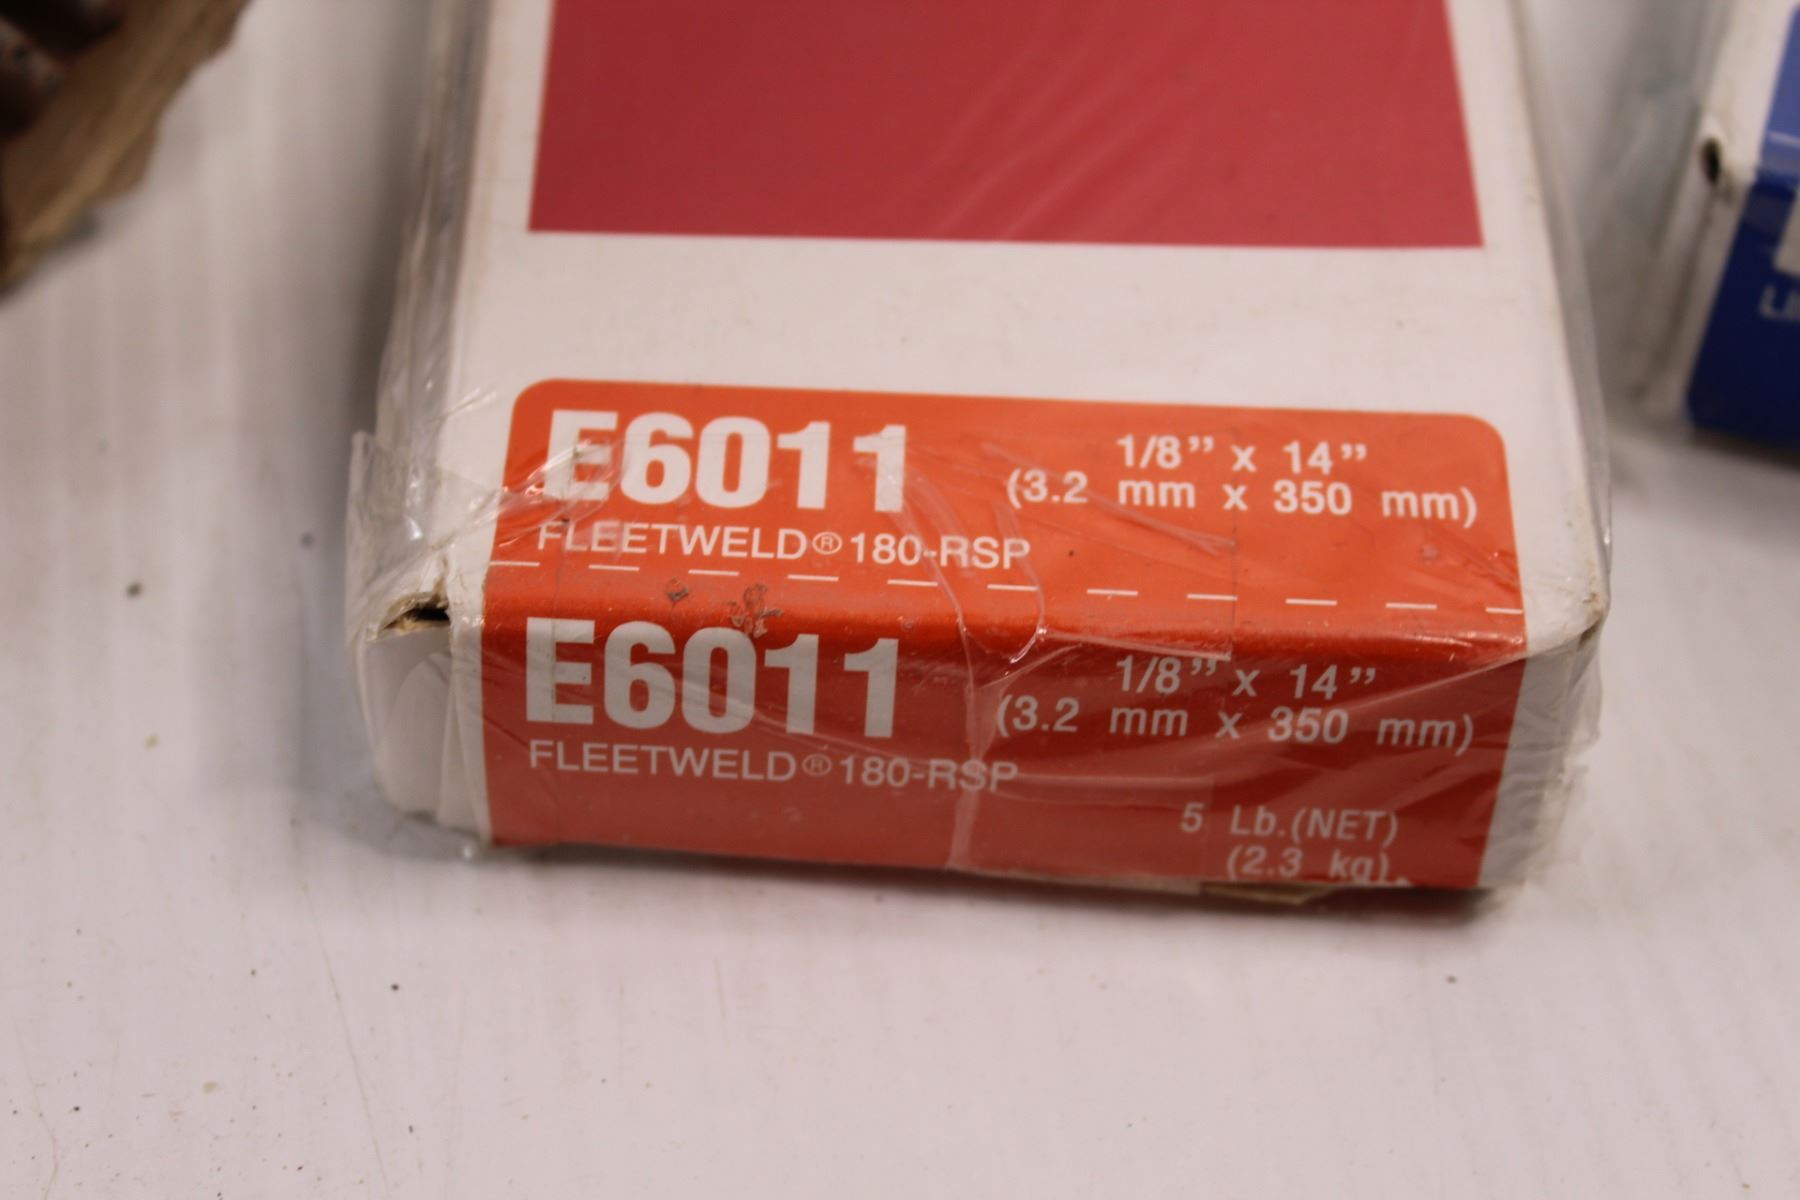 E6011
1/8” x 14”
(3.2 mm x 350 mm)
FLEETWELD® 180-RSP
E6011
1/8” x 14”
(3.2 mm x 350 mm)
FLEETWELD® 180-RSP
5 Lb.(NET)
(2.3 kg).